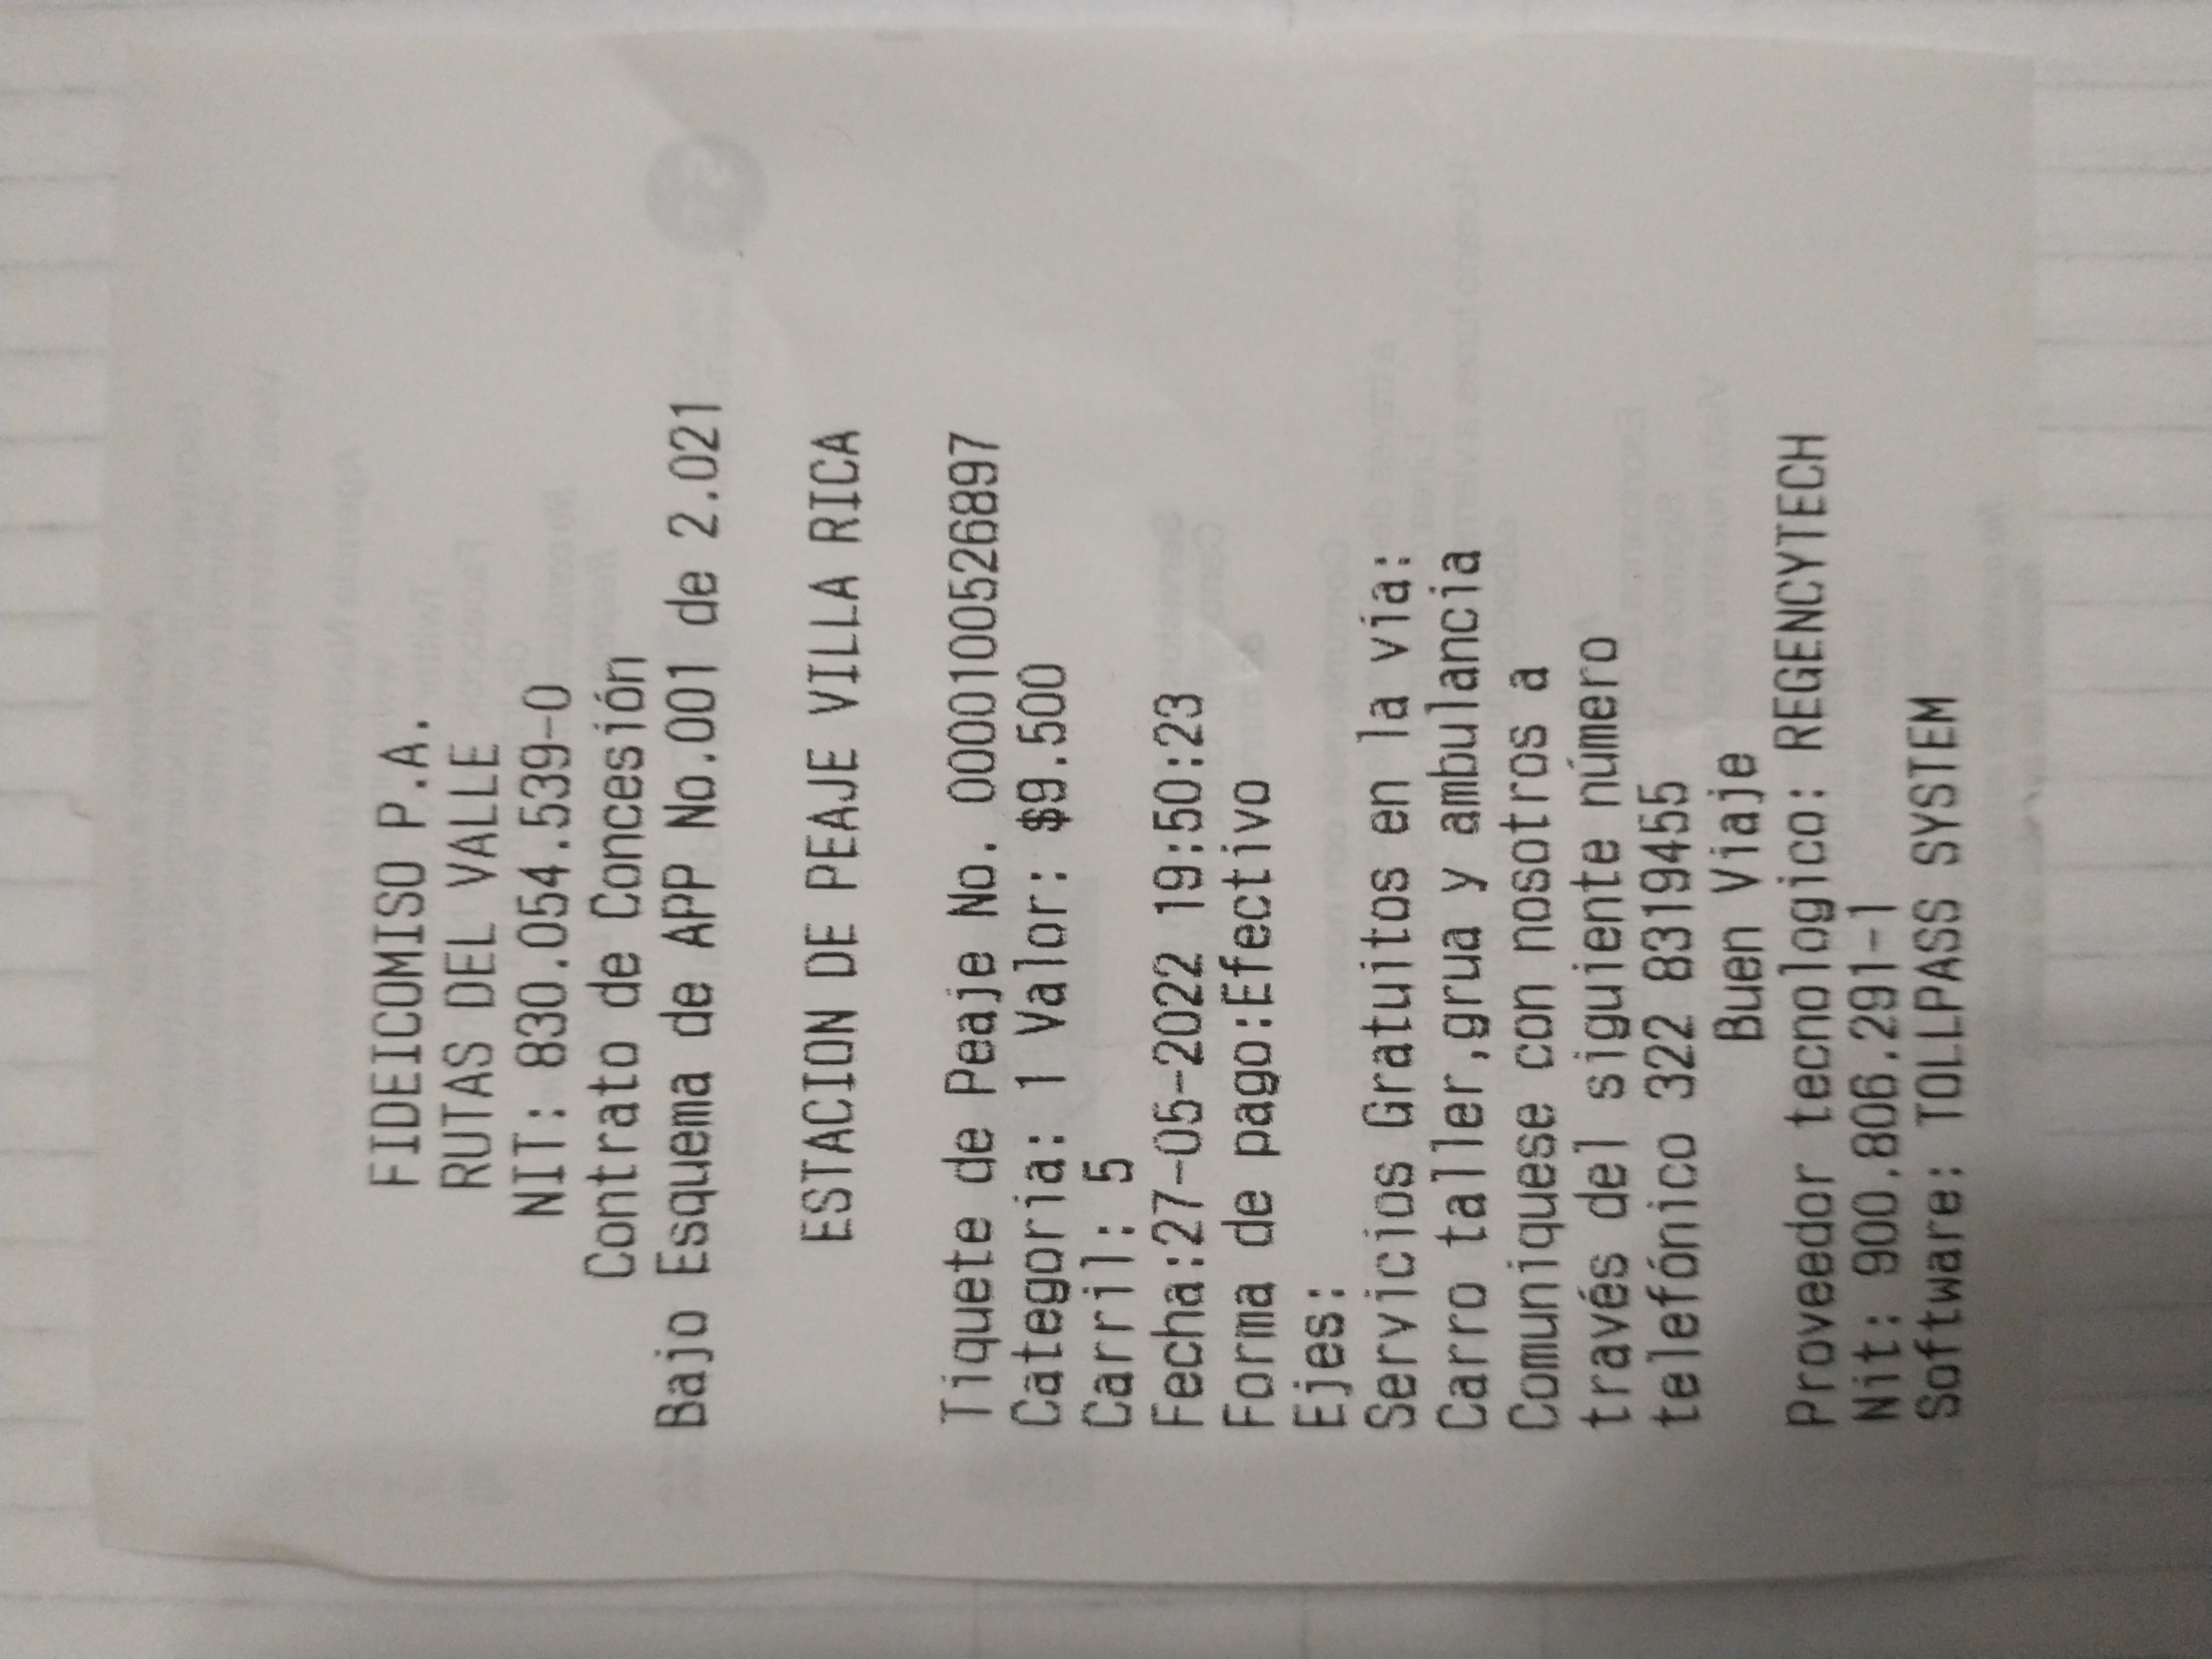 FIDEICOMISO P.A.
RUTAS DEL VALLE
NIT: 830.054.539-0
Contrato de Concesión
Bajo Esquema de APP No.001 de 2.021
ESTACION DE PEAJE VILLA RICA
Tiquete de Peaje No. 0000100526897
Categoria: 1 Valor: $9.500
Carril: 5
Fecha:27-05-2022 19:50:23
Forma de pago:Efectivo
Ejes:
Servicios Gratuitos en la vía:
Carro taller,grua y ambulancia
Comuniquese con nosotros a
través del siguiente número
telefónico 322 8319455
Buen Viaje
Proveedor tecnologico: REGENCYTECH
Nit: 900.806.291-1
Software: TOLLPASS SYSTEM